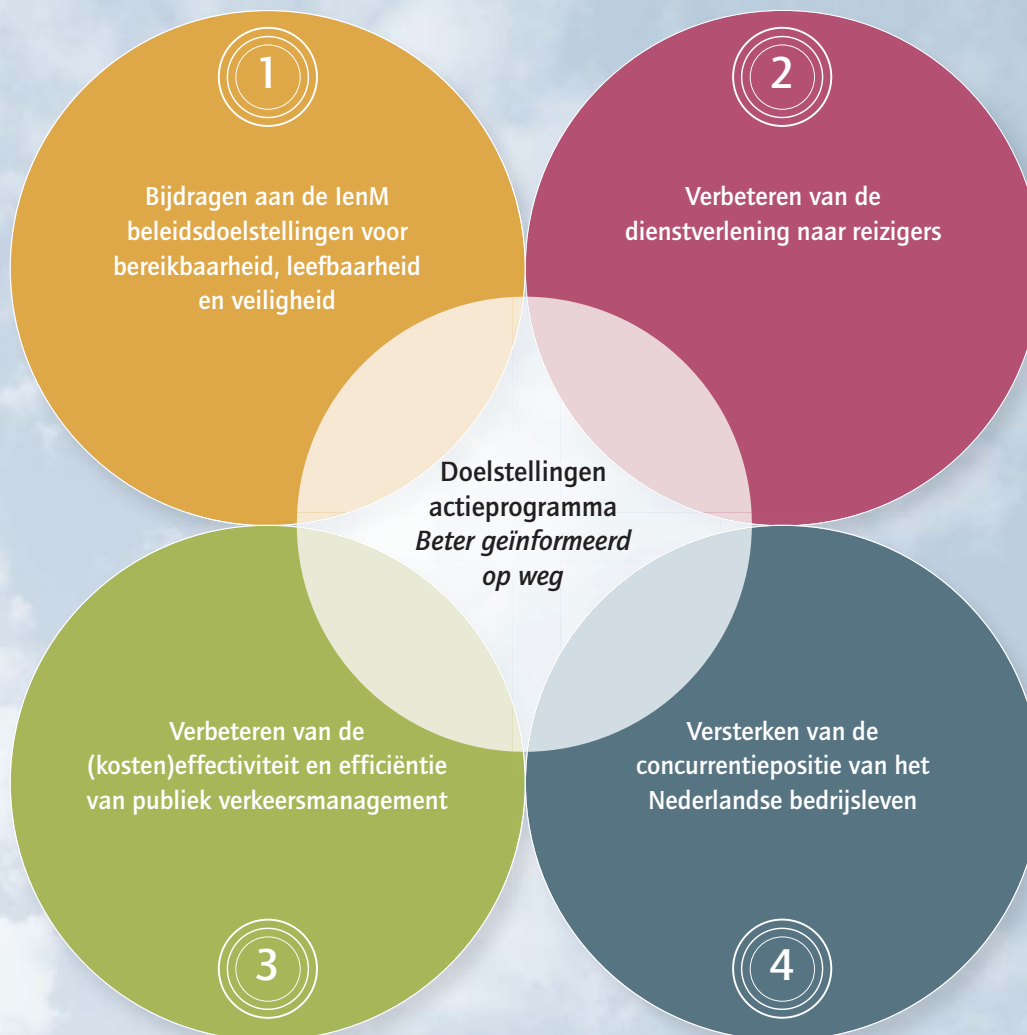 1
Bijdragen aan de IenM
beleidsdoelstellingen voor
bereikbaarheid, leefbaarheid
en veiligheid
2
Verbeteren van de
dienstverlening naar reizigers
Doelstellingen
actieprogramma
Beter geïnformeerd
op weg
Verbeteren van de
(kosten)effectiviteit en efficiëntie
van publiek verkeersmanagement
3
Versterken van de
concurrentiepositie van het
Nederlandse bedrijsleven
4